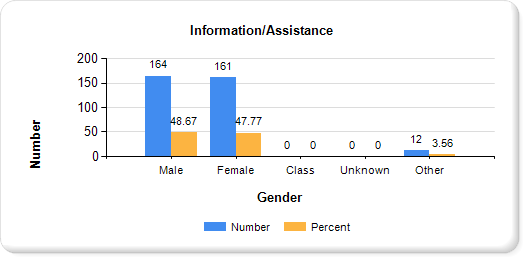 Information/Assistance
Number
200
150
100
50
0
164
48.67
161
47.77
0
0
0
0
12
3.56
Male
Female
Class
Unknown
Other
Gender
Number
Percent